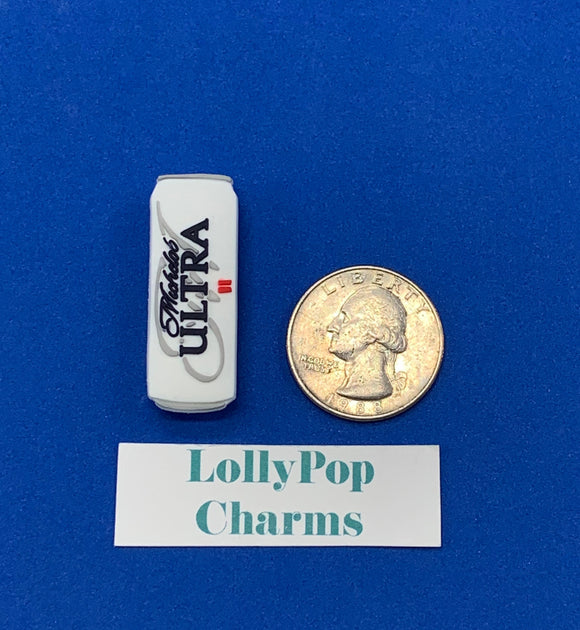 Michelob
ULTRA
LIBERTY
IN GOD WE
TRUST
LollyPop
Charms